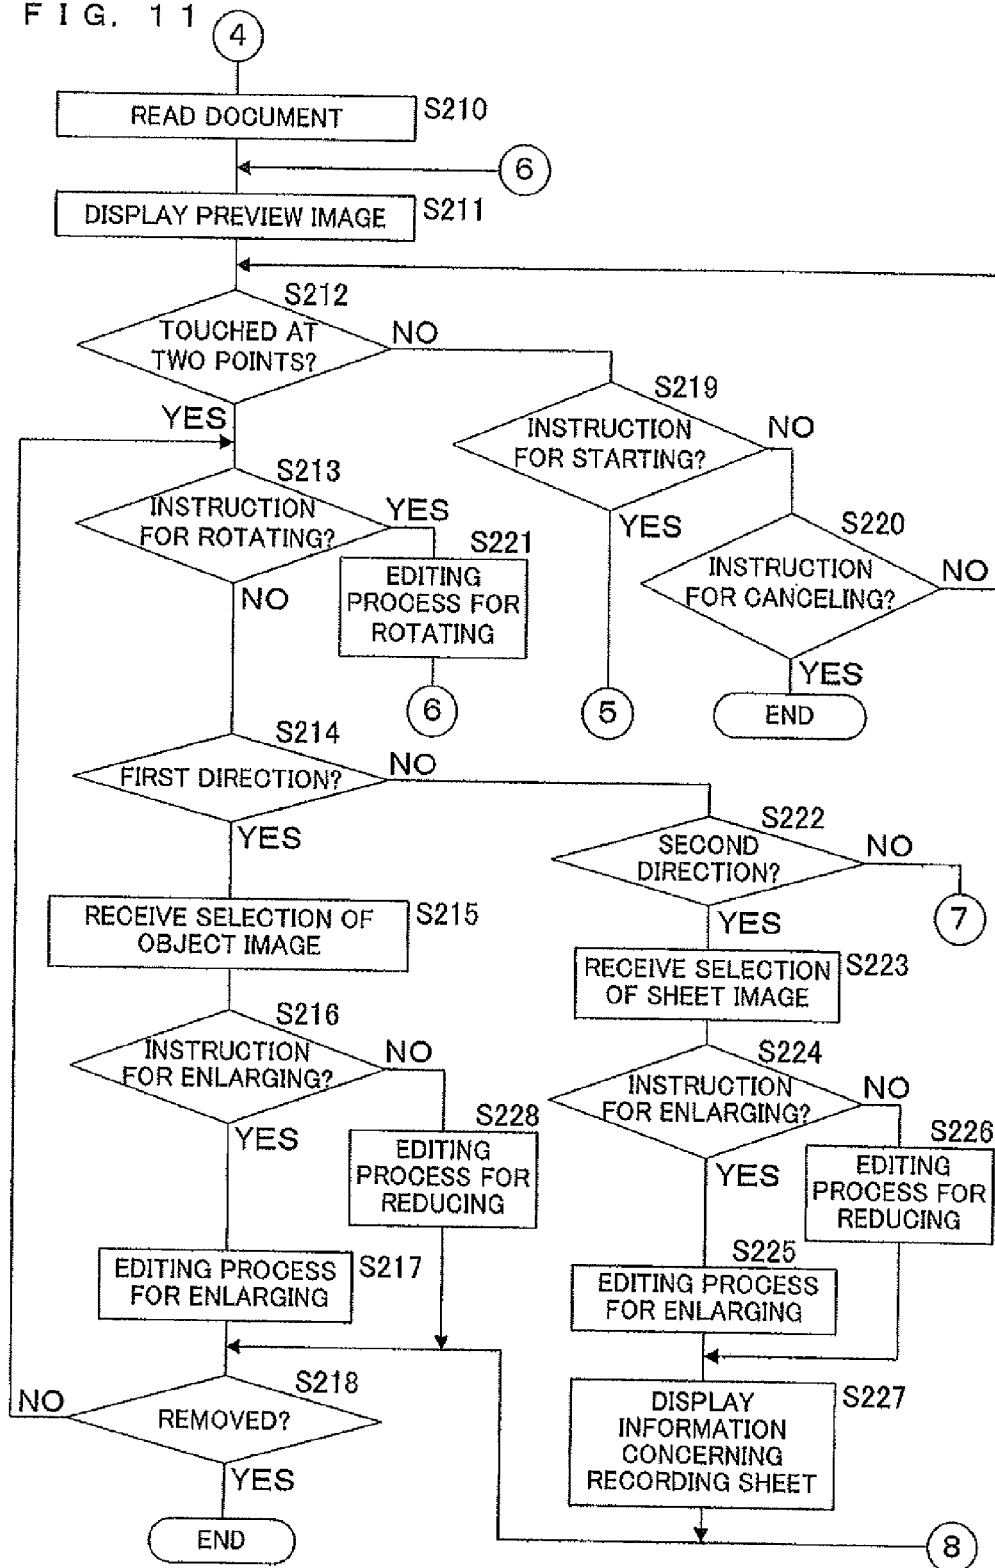 FIG. 11
4
READ DOCUMENT
S210
6
DISPLAY PREVIEW IMAGE
S211
S212
TOUCHED AT
TWO POINTS?
NO
YES
S219
INSTRUCTION
FOR STARTING?
NO
YES
S213
INSTRUCTION
FOR ROTATING?
YES
NO
S221
EDITING
PROCESS FOR
ROTATING
6
5
S220
INSTRUCTION
FOR CANCELING?
NO
YES
END
S214
FIRST DIRECTION?
NO
YES
S222
SECOND
DIRECTION?
NO
YES
7
RECEIVE SELECTION OF
OBJECT IMAGE
S215
RECEIVE SELECTION
OF SHEET IMAGE
S223
S216
INSTRUCTION
FOR ENLARGING?
NO
YES
S228
EDITING
PROCESS FOR
REDUCING
S224
INSTRUCTION
FOR ENLARGING?
NO
YES
S226
EDITING
PROCESS FOR
REDUCING
EDITING PROCESS
FOR ENLARGING
S217
S225
EDITING PROCESS
FOR ENLARGING
S218
REMOVED?
NO
YES
END
DISPLAY
INFORMATION
CONCERNING
RECORDING SHEET
S227
8